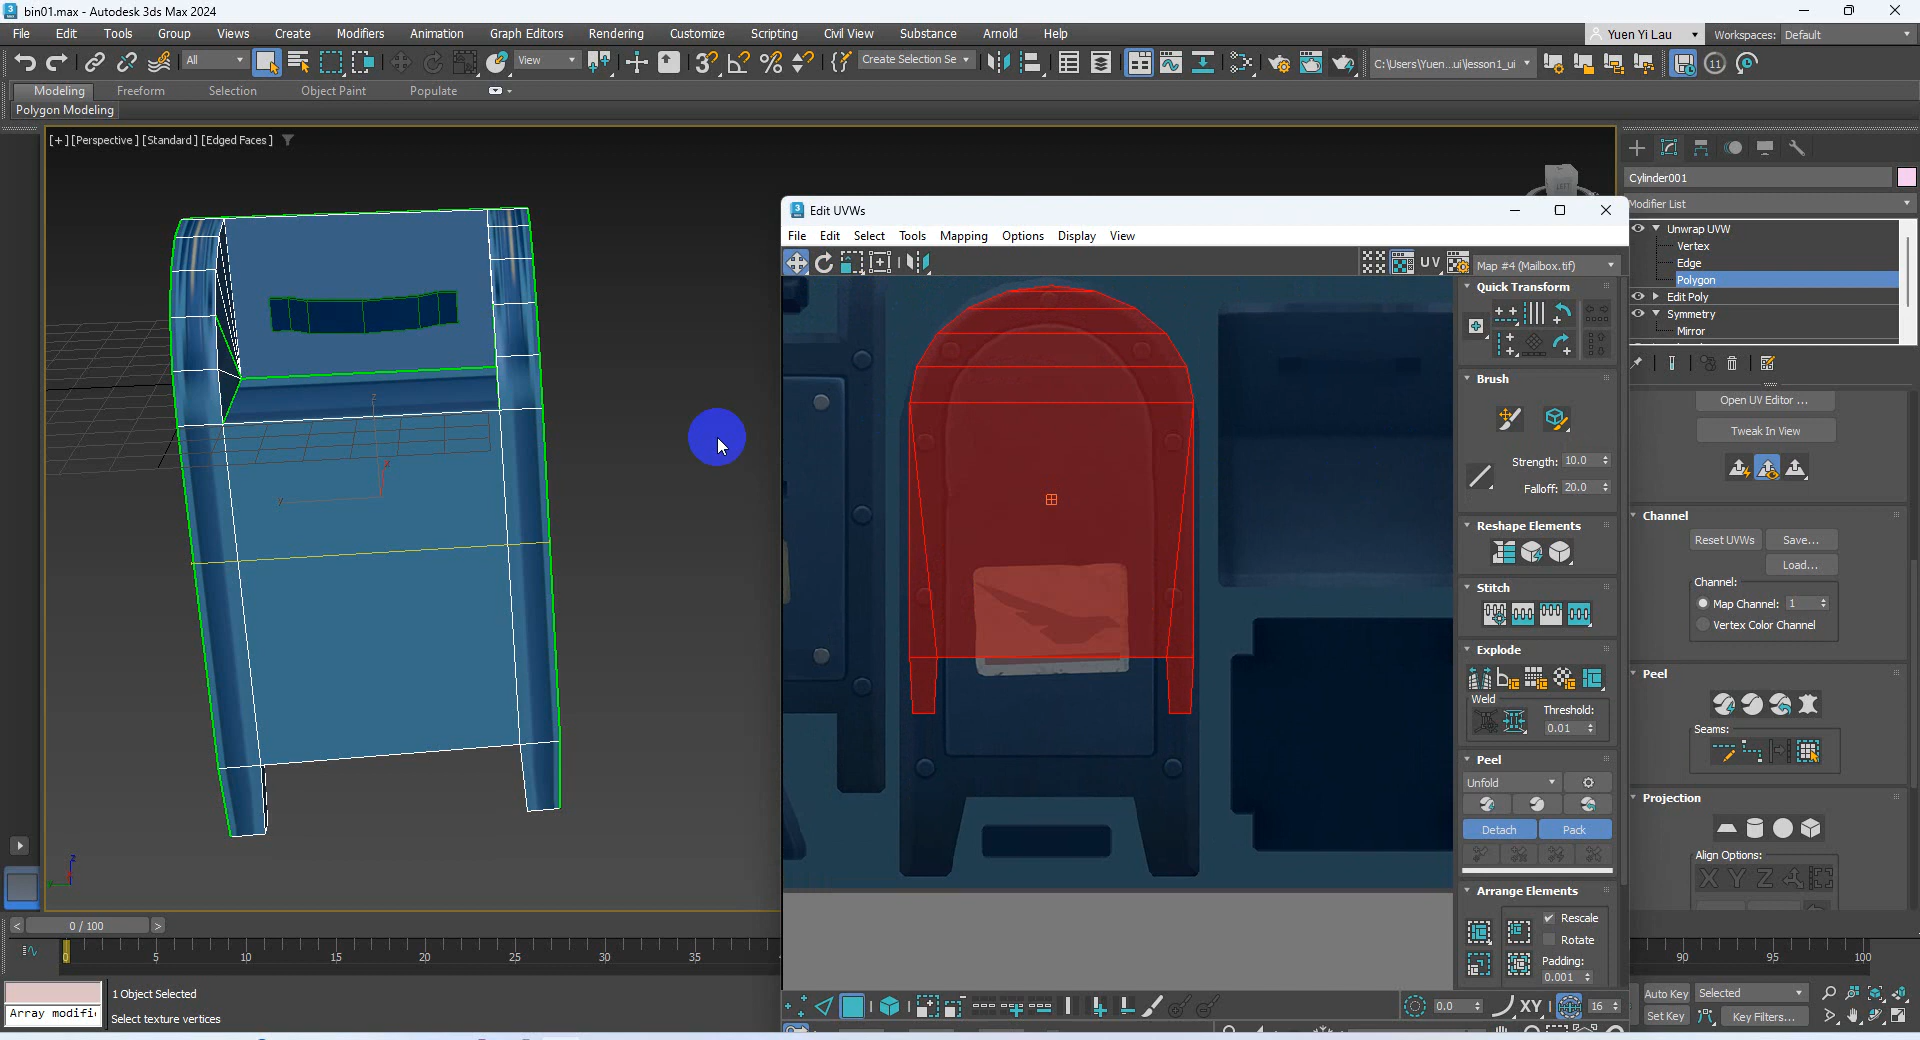 bin01.max - Autodesk 3ds Max 2024
File Edit Tools Group Views Create Modifiers Animation Graph Editors Rendering Customize Scripting Civil View Substance Arnold Help
Yuen Yi Lau Workspaces: Default
All View Create Selection Se C:\Users\Yuen...ui\lesson1_ui 11
Modeling Freeform Selection Object Paint Populate
Polygon Modeling
[+][Perspective][Standard][Edged Faces]
LEFT
Cylinder001
Modifier List
Unwrap UVW
Vertex
Edge
Polygon
Edit Poly
Symmetry
Mirror
Open UV Editor ...
Tweak In View
Channel
Reset UVWs Save...
Load...
Channel:
Map Channel: 1
Vertex Color Channel
Peel
Seams:
Projection
Align Options:
X Y Z
Edit UVWs
File Edit Select Tools Mapping Options Display View
UV Map #4 (Mailbox.tif)
Quick Transform
Brush
Strength: 10.0
Falloff: 20.0
Reshape Elements
Stitch
Explode
Weld
Threshold:
0.01
Peel
Unfold
Detach Pack
Arrange Elements
Rescale
Rotate
Padding:
0.001
0.0 XY 16
z
y
0 / 100
0 5 10 15 20 25 30 35 90 95 100
1 Object Selected
Array modifi
Select texture vertices
Auto Key Selected
Set Key Key Filters...